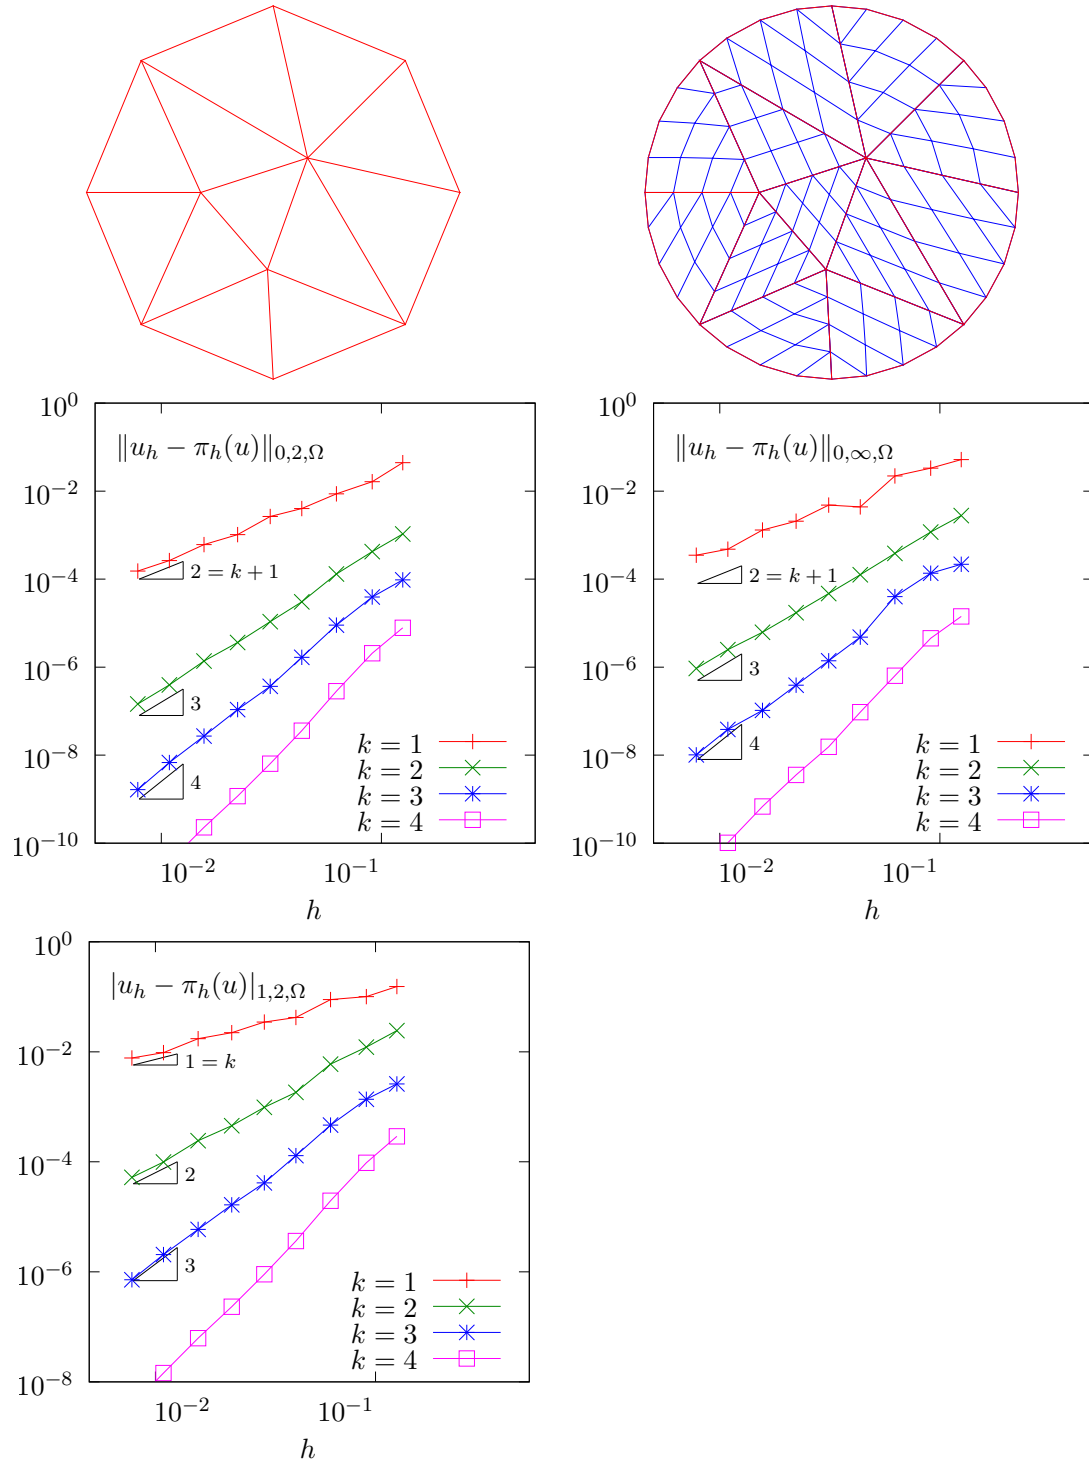 10^0
10^{-2}
10^{-4}
10^{-6}
10^{-8}
10^{-10}
‖u_h − π_h(u)‖_{0,2,Ω}
2 = k + 1
3
4
k = 1
k = 2
k = 3
k = 4
10^{-2} 10^{-1}
h
10^0
10^{-2}
10^{-4}
10^{-6}
10^{-8}
10^{-10}
‖u_h − π_h(u)‖_{0,∞,Ω}
2 = k + 1
3
4
k = 1
k = 2
k = 3
k = 4
10^{-2} 10^{-1}
h
10^0
10^{-2}
10^{-4}
10^{-6}
10^{-8}
|u_h − π_h(u)|_{1,2,Ω}
1 = k
2
3
k = 1
k = 2
k = 3
k = 4
10^{-2} 10^{-1}
h